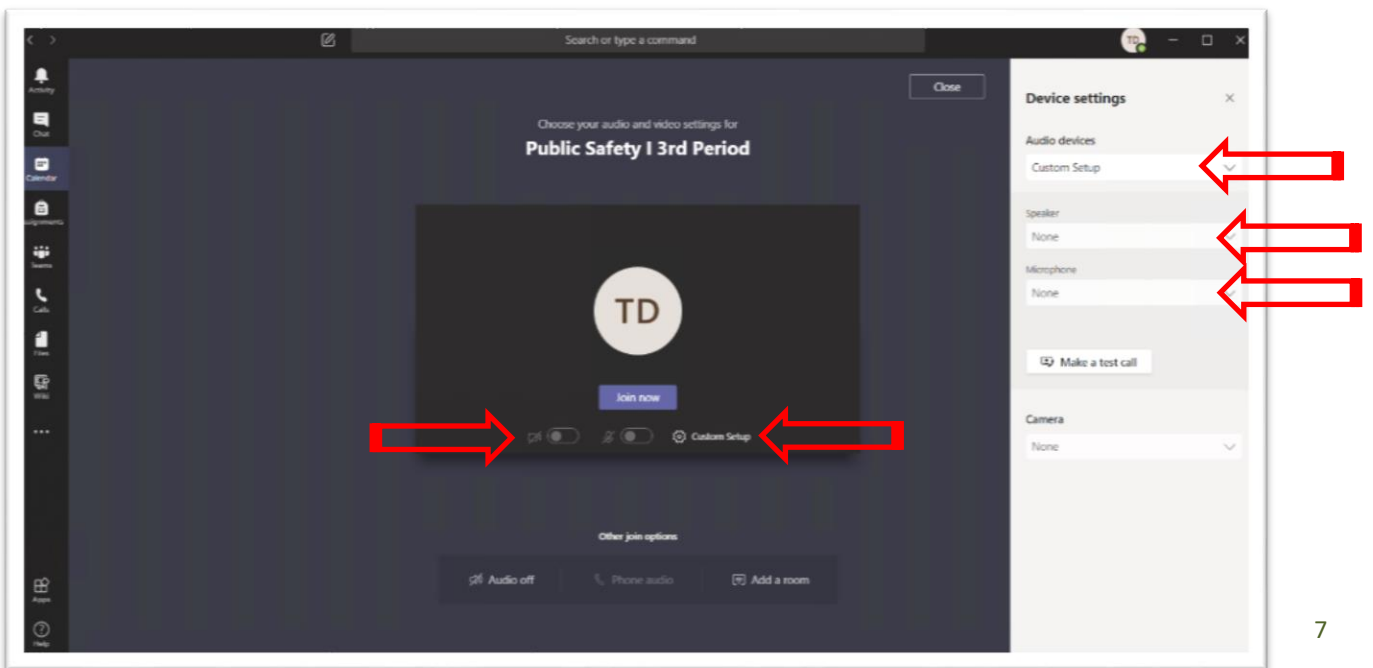 Search or type a command
TD
Activity
Chat
Calendar
Assignments
Teams
Calls
Files
Wiki
Apps
Help
Close
Choose your audio and video settings for
Public Safety I 3rd Period
TD
Join now
Custom Setup
Other join options
Audio off
Phone audio
Add a room
Device settings
Audio devices
Custom Setup
Speaker
None
Microphone
None
Make a test call
Camera
None
7